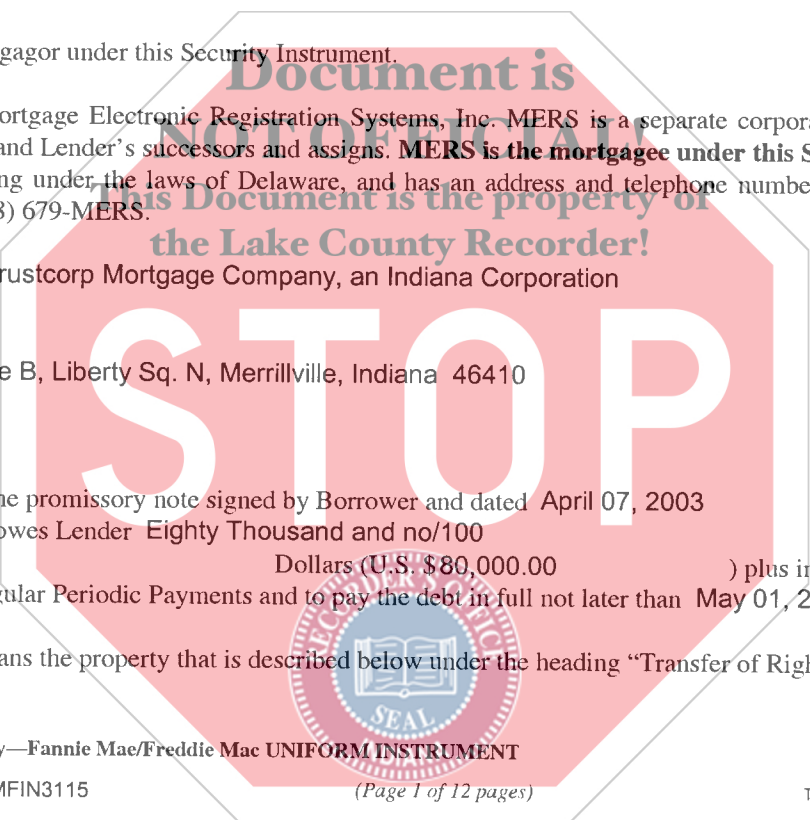 gagor under this Security Instrument.
Document is
ortgage Electronic Registration Systems, Inc. MERS is a separate corpora
NOT OFFICIAL!
and Lender's successors and assigns. MERS is the mortgagee under this S
ng under the laws of Delaware, and has an address and telephone numbe
This Document is the property of
8) 679-MERS.
the Lake County Recorder!
rustcorp Mortgage Company, an Indiana Corporation
STOP
e B, Liberty Sq. N, Merrillville, Indiana 46410
he promissory note signed by Borrower and dated April 07, 2003
owes Lender Eighty Thousand and no/100
Dollars (U.S. $80,000.00 ) plus in
gular Periodic Payments and to pay the debt in full not later than May 01, 2
RECORDER'S OFFICE
ans the property that is described below under the heading “Transfer of Righ
SEAL
INDIANA
y—Fannie Mae/Freddie Mac UNIFORM INSTRUMENT
MFIN3115 (Page 1 of 12 pages) T